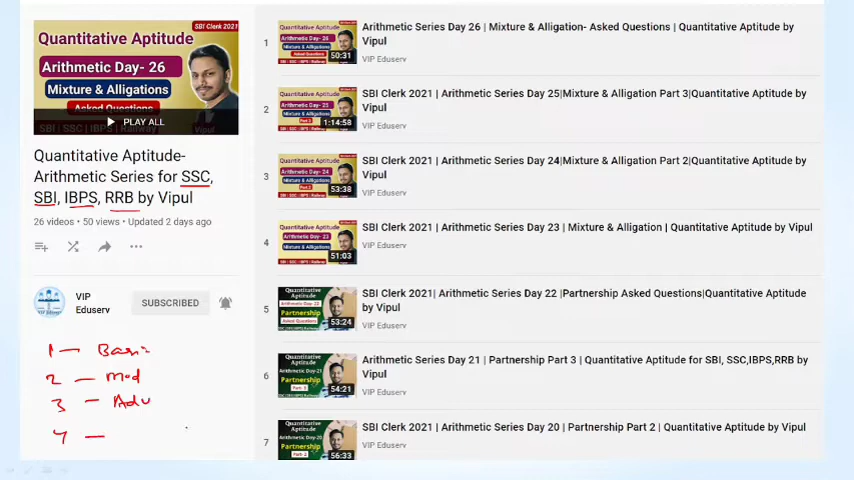 SBI Clerk 2021
Quantitative Aptitude
Arithmetic Day- 26
Mixture & Alligations
Asked Questions
SBI | SSC | IBPS | Railway
Vipul
PLAY ALL
Quantitative Aptitude-
Arithmetic Series for SSC,
SBI, IBPS, RRB by Vipul
26 videos • 50 views • Updated 2 days ago
VIP
Eduserv
SUBSCRIBED
1 — Basic
2 — Mod
3 — Adv
4 —
1
50:31
Arithmetic Series Day 26 | Mixture & Alligation- Asked Questions | Quantitative Aptitude by
Vipul
VIP Eduserv
2
1:14:58
SBI Clerk 2021 | Arithmetic Series Day 25|Mixture & Alligation Part 3|Quantitative Aptitude by
Vipul
VIP Eduserv
3
53:38
SBI Clerk 2021 | Arithmetic Series Day 24|Mixture & Alligation Part 2|Quantitative Aptitude by
Vipul
VIP Eduserv
4
51:03
SBI Clerk 2021 | Arithmetic Series Day 23 | Mixture & Alligation | Quantitative Aptitude by Vipul
VIP Eduserv
5
53:24
SBI Clerk 2021| Arithmetic Series Day 22 |Partnership Asked Questions|Quantitative Aptitude
by Vipul
VIP Eduserv
6
54:21
Arithmetic Series Day 21 | Partnership Part 3 | Quantitative Aptitude for SBI, SSC,IBPS,RRB by
Vipul
VIP Eduserv
7
56:33
SBI Clerk 2021 | Arithmetic Series Day 20 | Partnership Part 2 | Quantitative Aptitude by Vipul